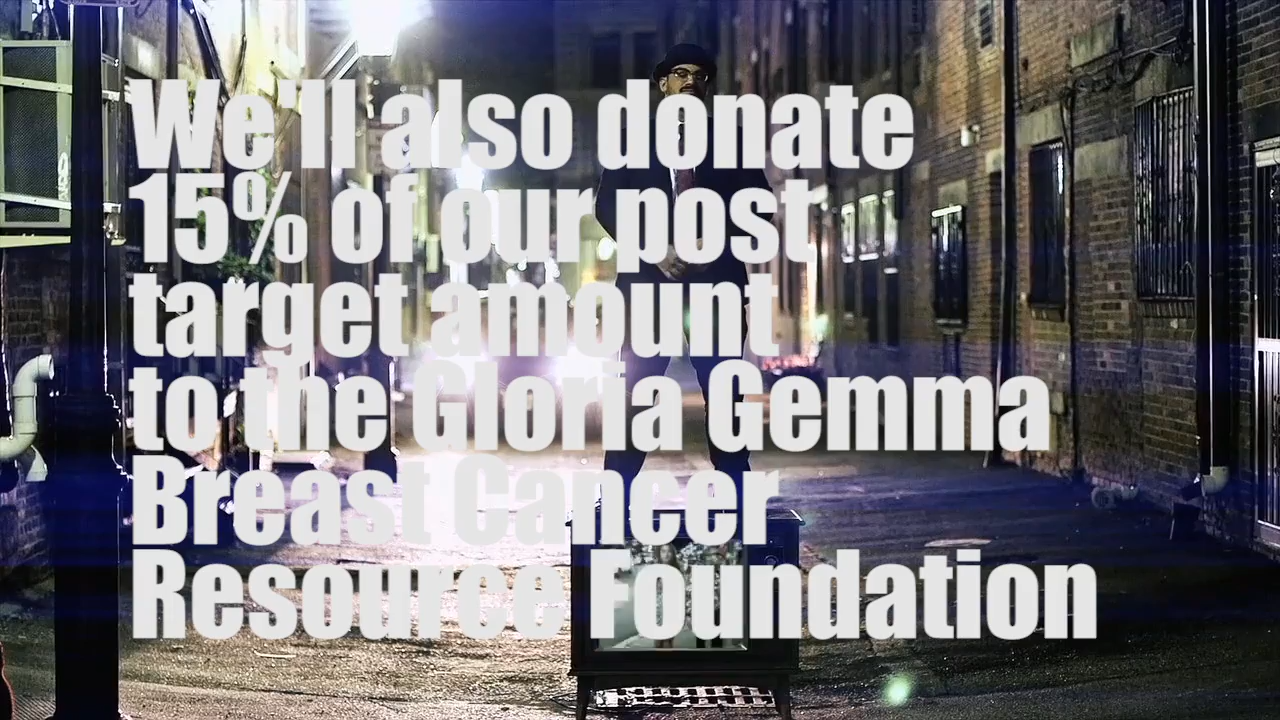 We'll also donate
15% of our post
target amount
to the Gloria Gemma
Breast Cancer
Resource Foundation